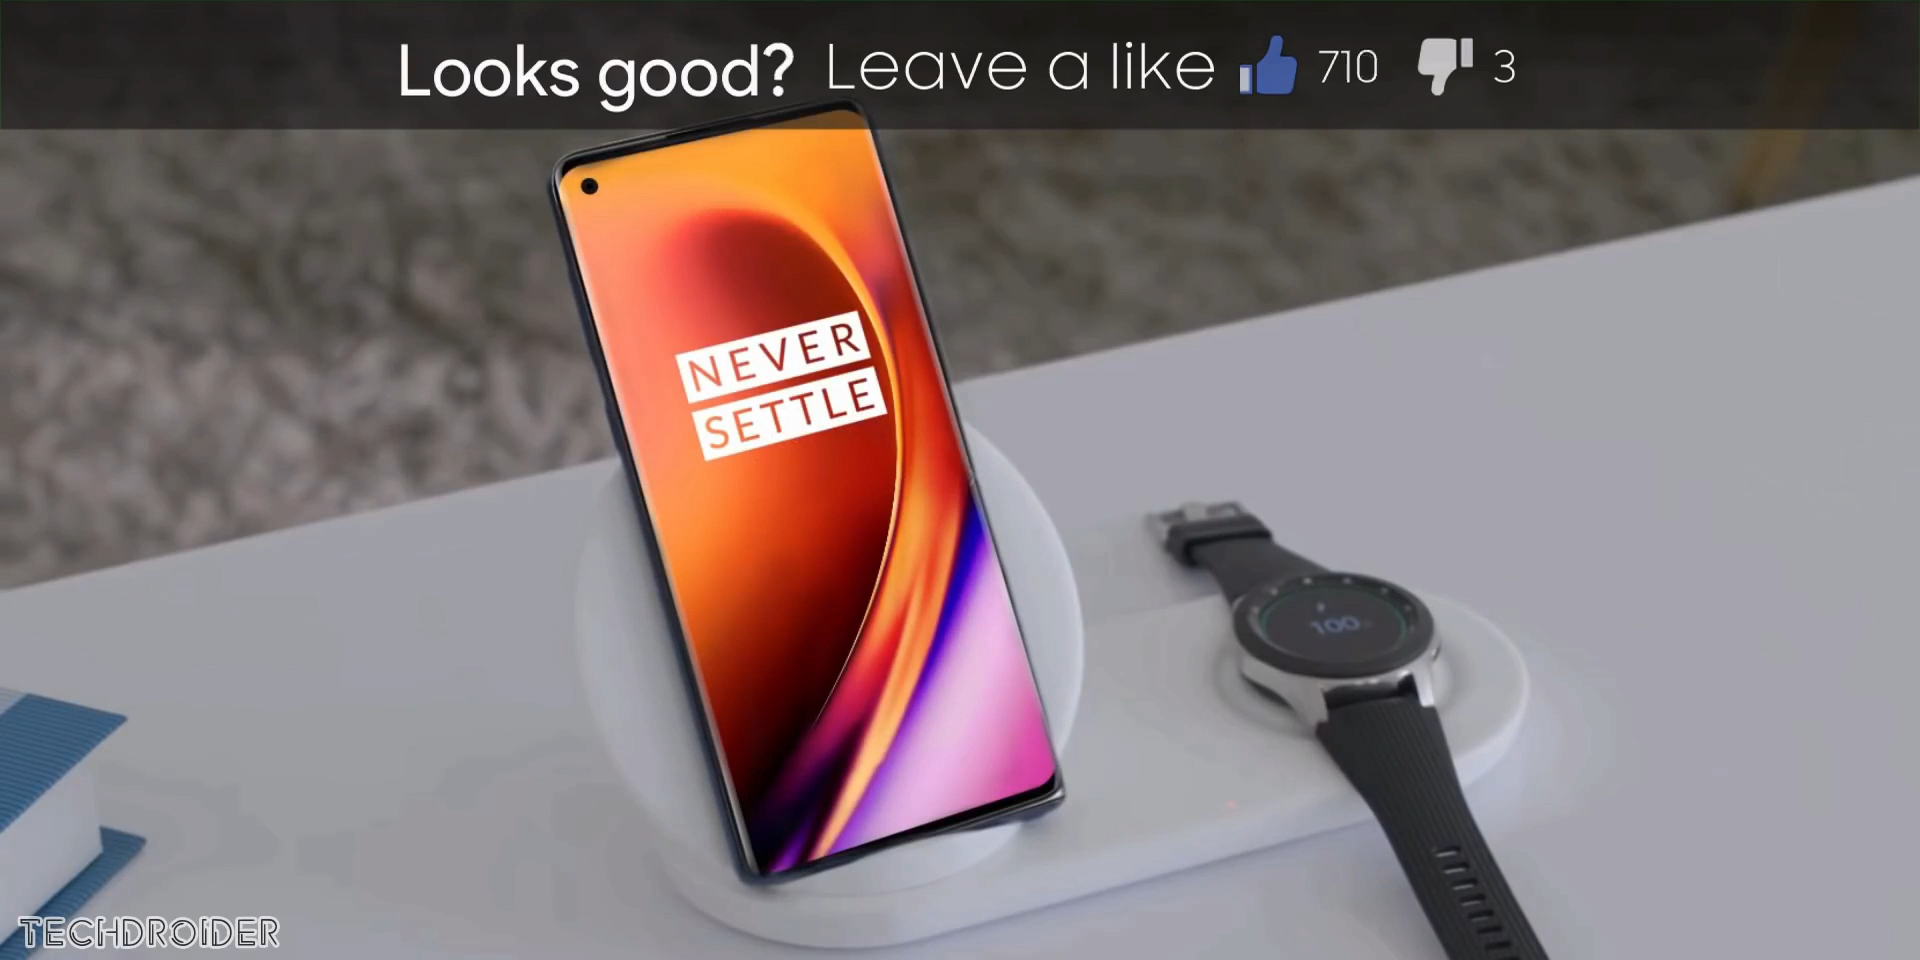 Looks good? Leave a like 710 3
NEVER
SETTLE
100
TECHDROIDER